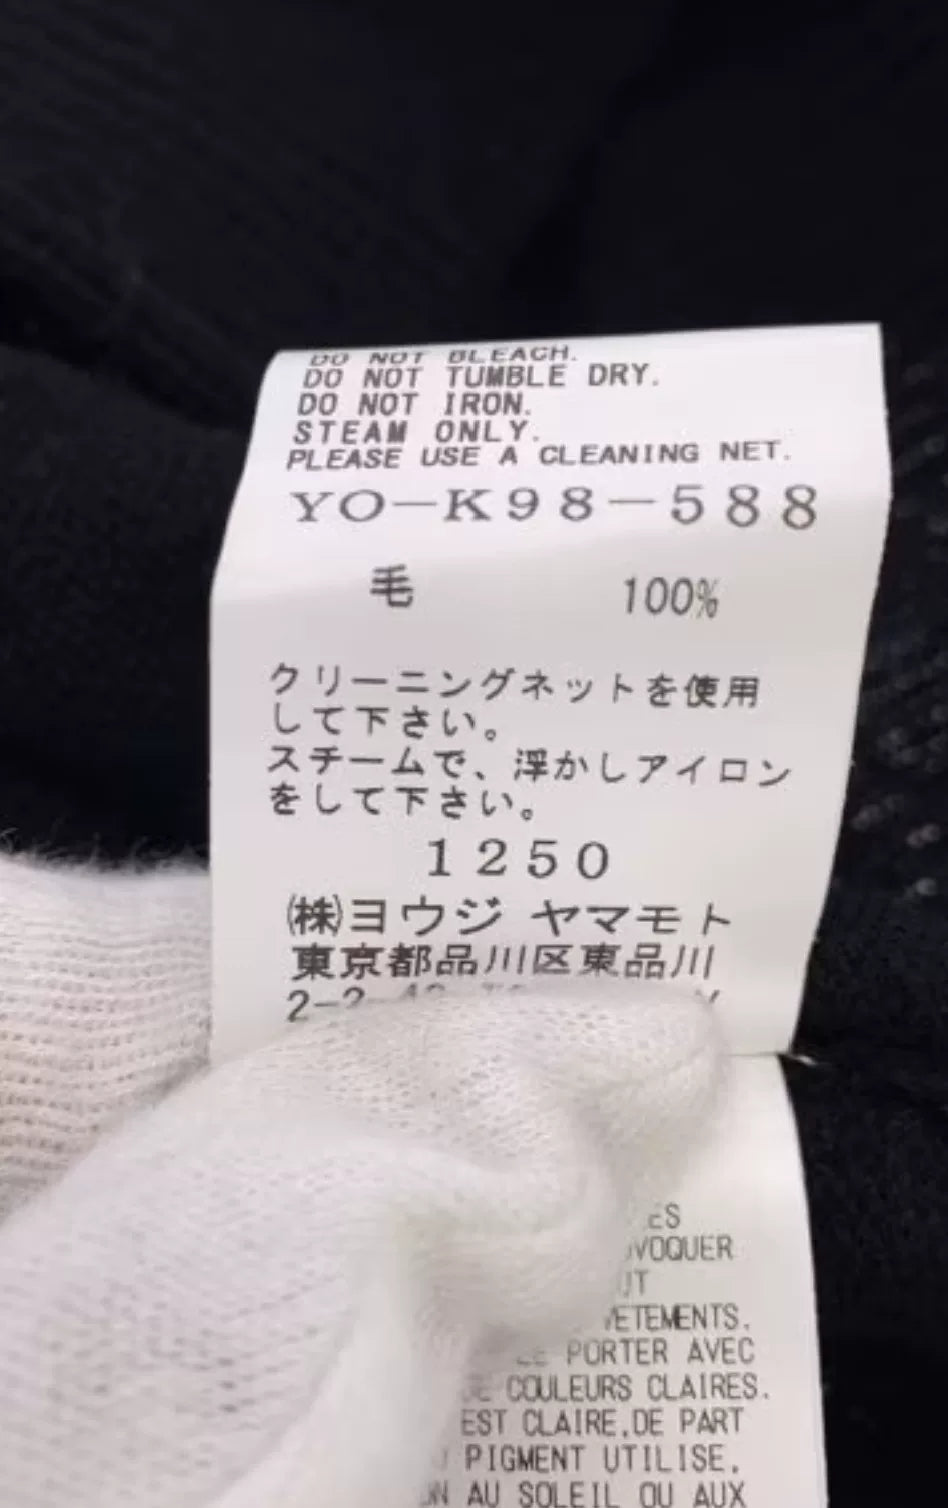 DO NOT BLEACH.
DO NOT TUMBLE DRY.
DO NOT IRON.
STEAM ONLY.
PLEASE USE A CLEANING NET.
YO-K98-588
毛 100%
クリーニングネットを使用
して下さい。
スチームで、浮かしアイロン
をして下さい。
1250
㈱ヨウジ ヤマモト
東京都品川区東品川
2-2
UT
PORTER AVEC
COULEURS CLAIRES.
EST CLAIRE,DE PART
PIGMENT UTILISE,
AU SOLEIL OU AUX